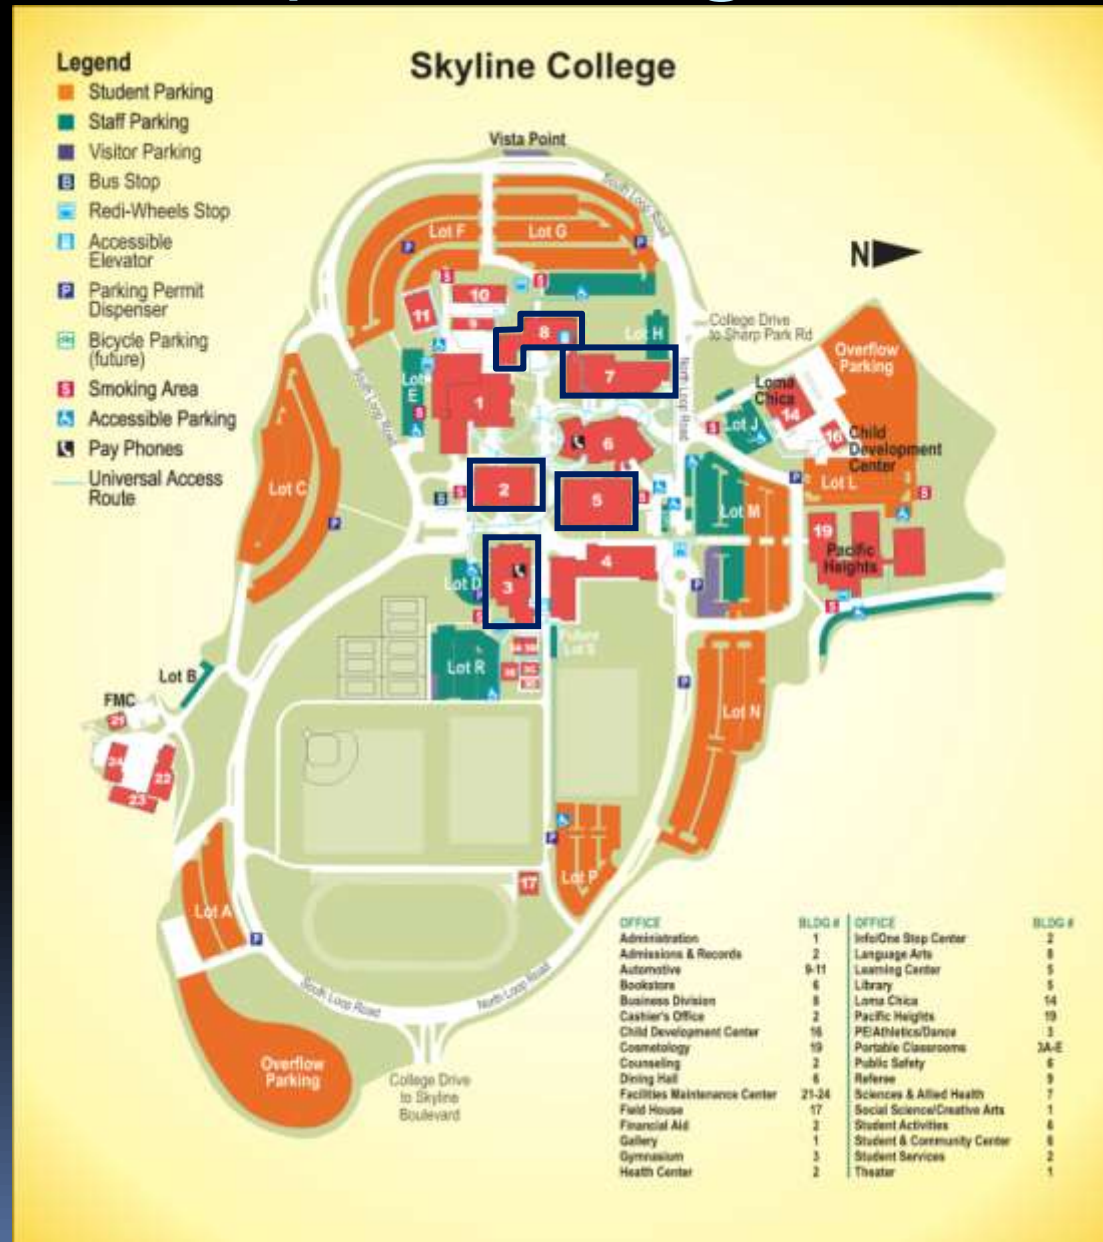 Skyline College
Legend
Student Parking
Staff Parking
Visitor Parking
B Bus Stop
Redi-Wheels Stop
Accessible
Elevator
P Parking Permit
Dispenser
Bicycle Parking
(future)
S Smoking Area
Accessible Parking
Pay Phones
Universal Access
Route
Vista Point
South Loop Road
Lot F
Lot G
N
10
11
9
8
Lot H
College Drive
to Sharp Park Rd
Overflow
Parking
7
Lot
E
South Loop Road
North Loop Road
Loma
Chica
14
1
Lot J
6
16
Child
Development
Center
Lot C
2
5
Lot L
Lot M
19
Pacific
Heights
4
Lot D
3
Future
Lot S
Lot R
3C
Lot B
FMC
21
Lot N
24
22
23
17
Lot P
Lot A
South Loop Road
North Loop Road
Overflow
Parking
College Drive
to Skyline
Boulevard
OFFICE BLDG # OFFICE BLDG #
Administration 1 Info/One Stop Center 2
Admissions & Records 2 Language Arts 8
Automotive 9-11 Learning Center 5
Bookstore 6 Library 5
Business Division 8 Loma Chica 14
Cashier's Office 2 Pacific Heights 19
Child Development Center 16 PE/Athletics/Dance 3
Cosmetology 19 Portable Classrooms 3A-E
Counseling 2 Public Safety 6
Dining Hall 6 Referee 9
Facilities Maintenance Center 21-24 Sciences & Allied Health 7
Field House 17 Social Science/Creative Arts 1
Financial Aid 2 Student Activities 6
Gallery 1 Student & Community Center 6
Gymnasium 3 Student Services 2
Health Center 2 Theater 1